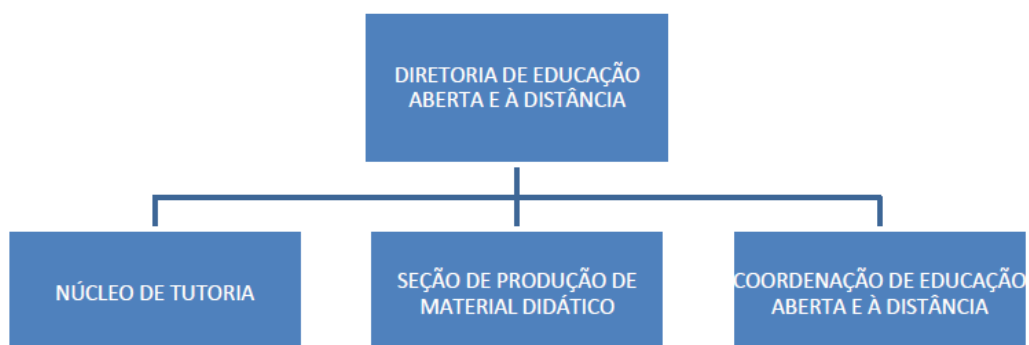 DIRETORIA DE EDUCAÇÃO
ABERTA E À DISTÂNCIA
NÚCLEO DE TUTORIA
SEÇÃO DE PRODUÇÃO DE
MATERIAL DIDÁTICO
COORDENAÇÃO DE EDUCAÇÃO
ABERTA E À DISTÂNCIA